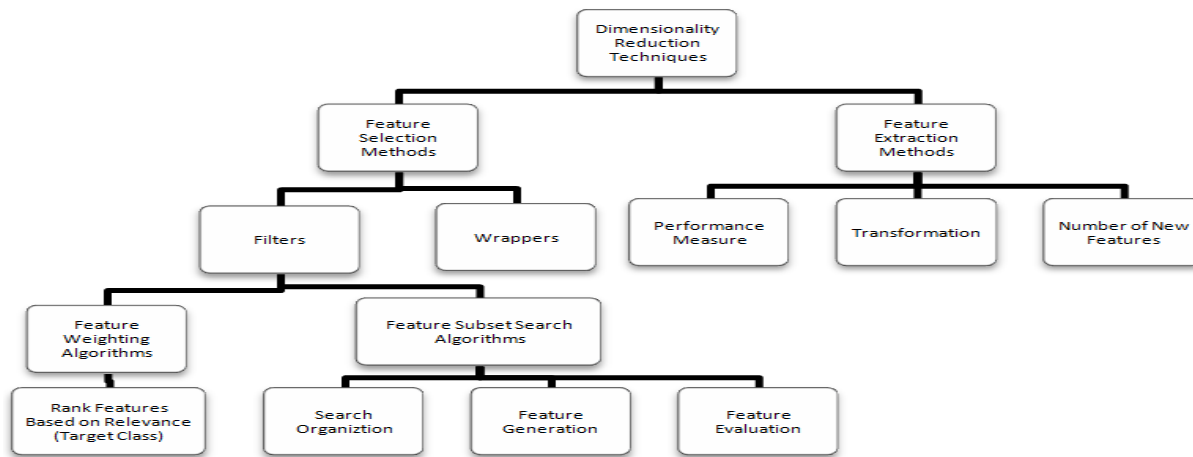 Dimensionality
Reduction
Techniques
Feature
Selection
Methods
Feature
Extraction
Methods
Filters
Wrappers
Performance
Measure
Transformation
Number of New
Features
Feature
Weighting
Algorithms
Feature Subset Search
Algorithms
Rank Features
Based on Relevance
(Target Class)
Search
Organiztion
Feature
Generation
Feature
Evaluation